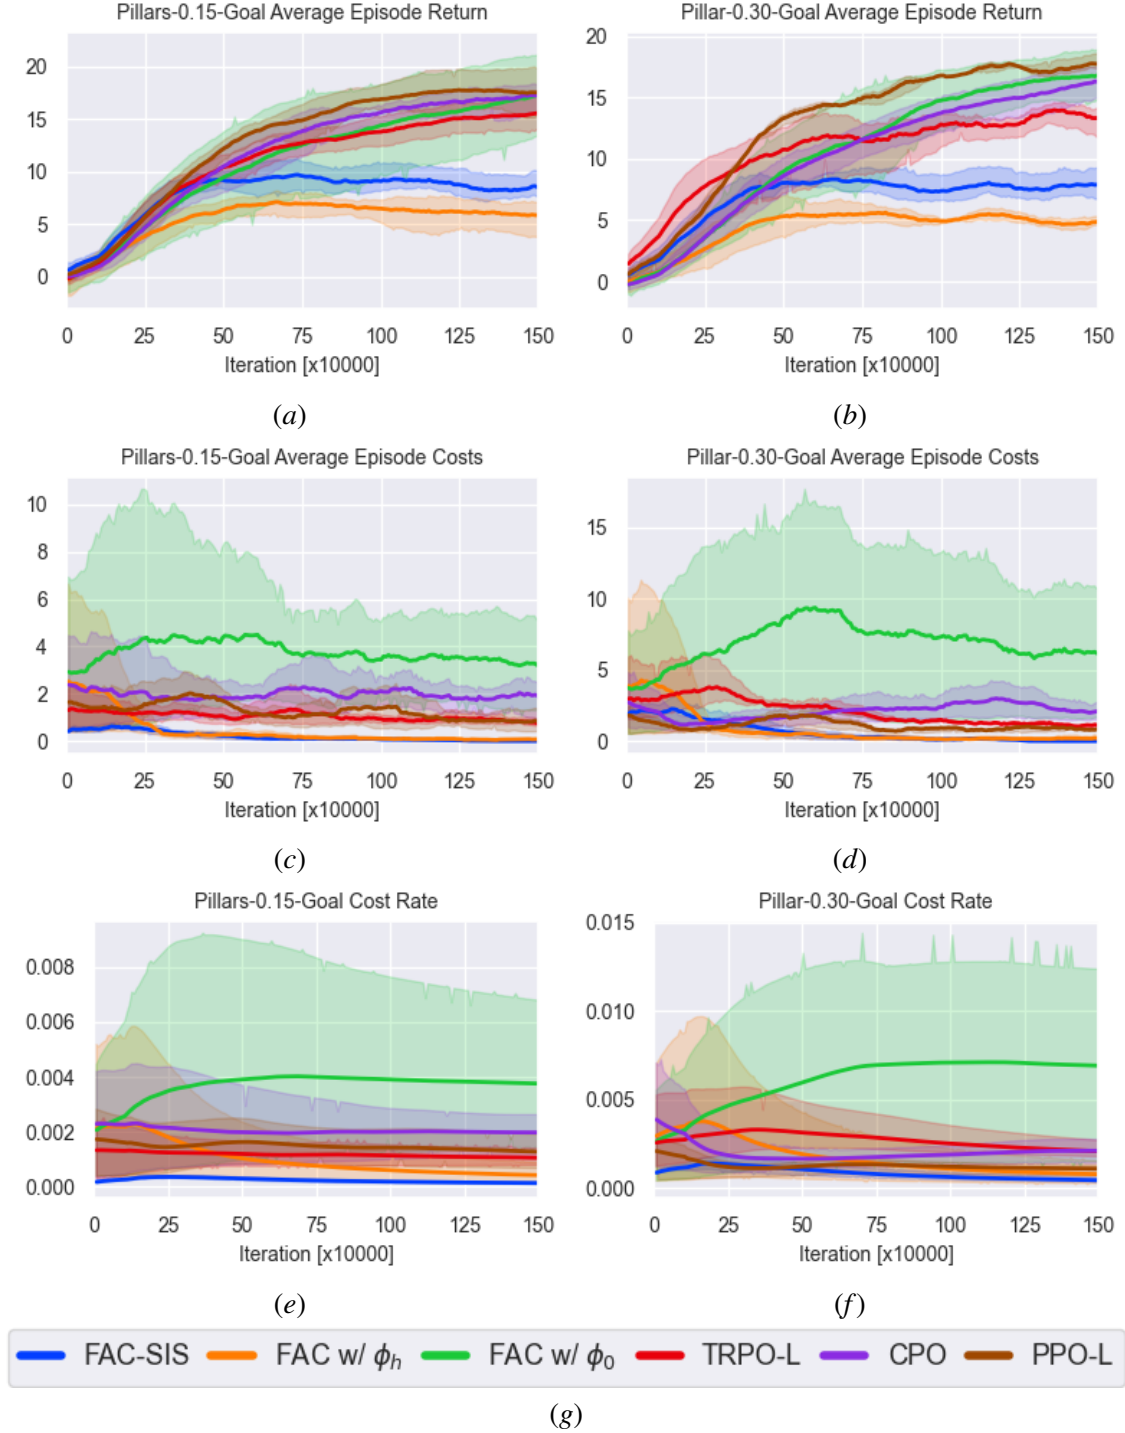 Pillars-0.15-Goal Average Episode Return
20
15
10
5
0
0 25 50 75 100 125 150
Iteration [x10000]
(a)
Pillar-0.30-Goal Average Episode Return
20
15
10
5
0
0 25 50 75 100 125 150
Iteration [x10000]
(b)
Pillars-0.15-Goal Average Episode Costs
10
8
6
4
2
0
0 25 50 75 100 125 150
Iteration [x10000]
(c)
Pillar-0.30-Goal Average Episode Costs
15
10
5
0
0 25 50 75 100 125 150
Iteration [x10000]
(d)
Pillars-0.15-Goal Cost Rate
0.008
0.006
0.004
0.002
0.000
0 25 50 75 100 125 150
Iteration [x10000]
(e)
Pillar-0.30-Goal Cost Rate
0.015
0.010
0.005
0.000
0 25 50 75 100 125 150
Iteration [x10000]
(f)
FAC-SIS FAC w/ ϕh FAC w/ ϕ0 TRPO-L CPO PPO-L
(g)